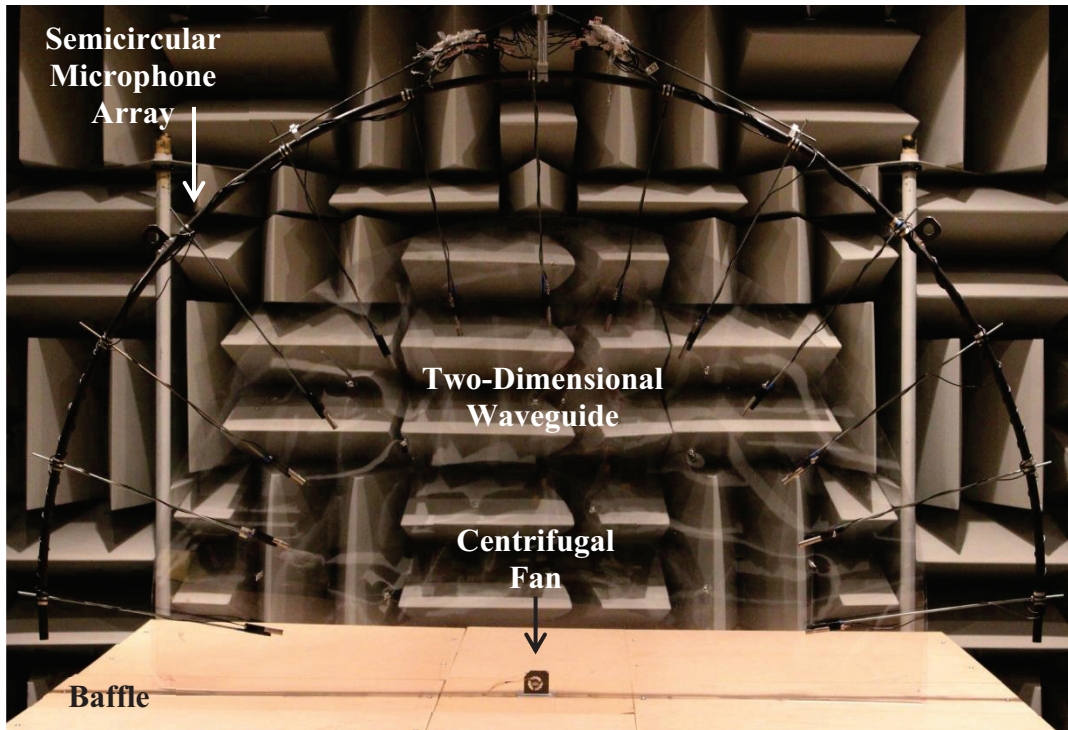 Semicircular
Microphone
Array
Two-Dimensional
Waveguide
Centrifugal
Fan
Baffle